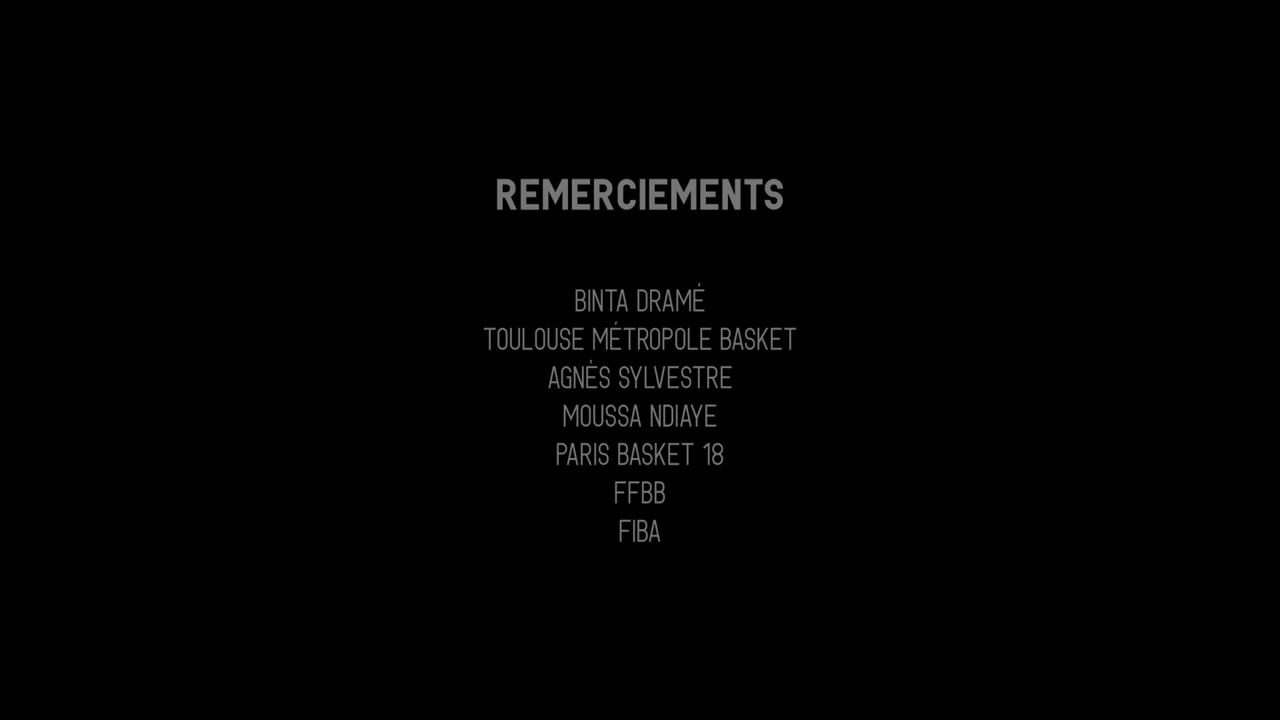 REMERCIEMENTS
BINTA DRAMÉ
TOULOUSE MÉTROPOLE BASKET
AGNÈS SYLVESTRE
MOUSSA NDIAYE
PARIS BASKET 18
FFBB
FIBA